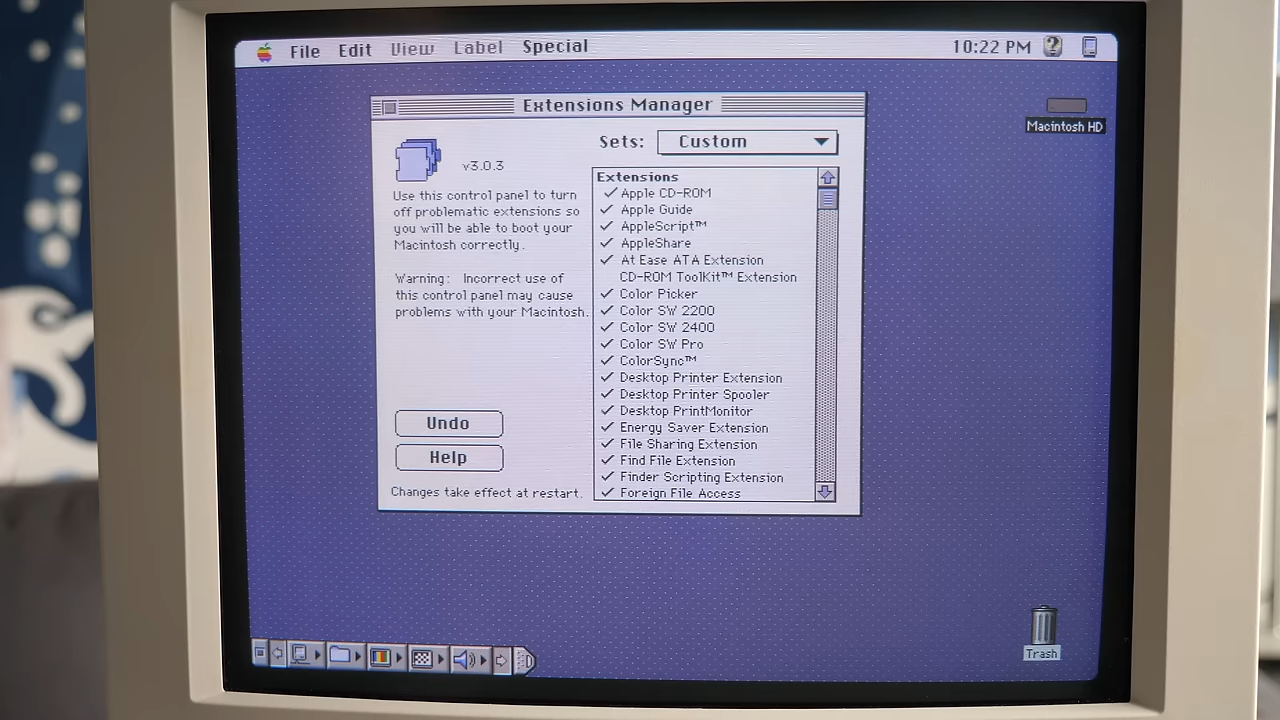 File Edit View Label Special 10:22 PM
Extensions Manager
Macintosh HD
Sets: Custom
v3.0.3
Use this control panel to turn
off problematic extensions so
you will be able to boot your
Macintosh correctly.
Warning: Incorrect use of
this control panel may cause
problems with your Macintosh.
Undo
Help
Changes take effect at restart.
Extensions
Apple CD-ROM
Apple Guide
AppleScript™
AppleShare
At Ease ATA Extension
CD-ROM ToolKit™ Extension
Color Picker
Color SW 2200
Color SW 2400
Color SW Pro
ColorSync™
Desktop Printer Extension
Desktop Printer Spooler
Desktop PrintMonitor
Energy Saver Extension
File Sharing Extension
Find File Extension
Finder Scripting Extension
Foreign File Access
Trash